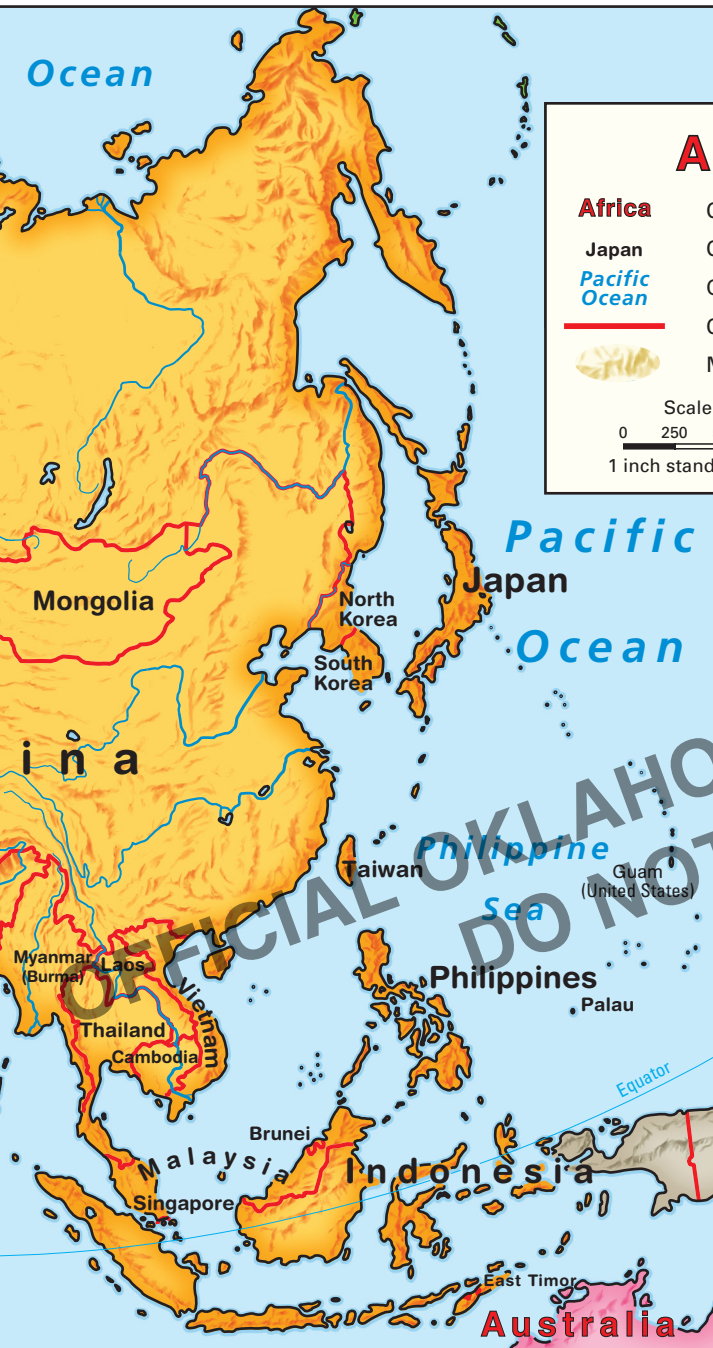 Ocean
A
Africa
C
Japan
C
Pacific
Ocean
C
C
M
Scale
0 250
1 inch stand
Pacific
Japan
Mongolia
North
Korea
Ocean
South
Korea
ina
Philippine
Taiwan
Guam
(United States)
Sea
OFFICIAL OKLAHO
DO NOT
Myanmar
(Burma)
Laos
Philippines
Vietnam
Palau
Thailand
Cambodia
Equator
Brunei
Malaysia
Indonesia
Singapore
East Timor
Australia